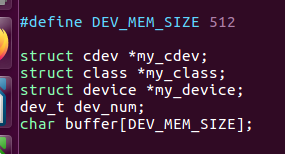 #define DEV_MEM_SIZE 512
struct cdev *my_cdev;
struct class *my_class;
struct device *my_device;
dev_t dev_num;
char buffer[DEV_MEM_SIZE];